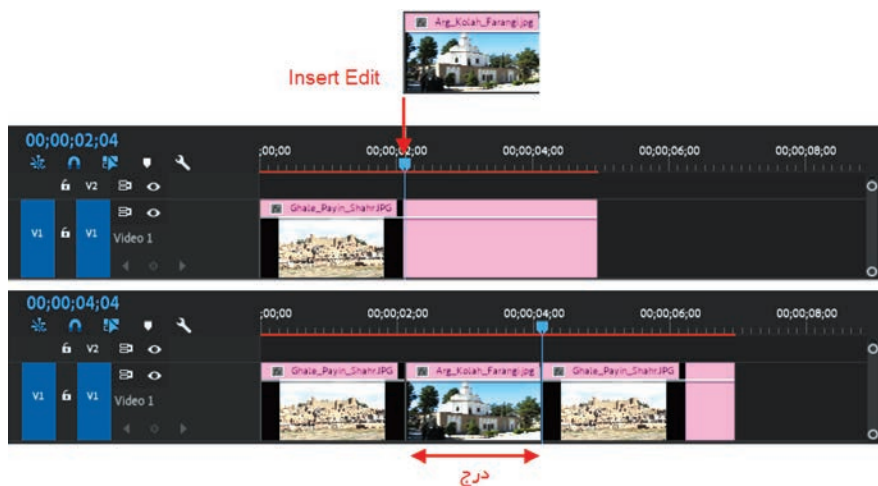 Arg_Kolah_Farangi.jpg
Insert Edit
00;00;02;04
;00;00 00;00;02;00 00;00;04;00 00;00;06;00 00;00;08;00
V2
Ghale_Payin_Shahr.JPG
V1 V1 Video 1
00;00;04;04
;00;00 00;00;02;00 00;00;04;00 00;00;06;00 00;00;08;00
V2
Ghale_Payin_Shahr.JPG Arg_Kolah_Farangi.jpg Ghale_Payin_Shahr.JPG
V1 V1 Video 1
درج